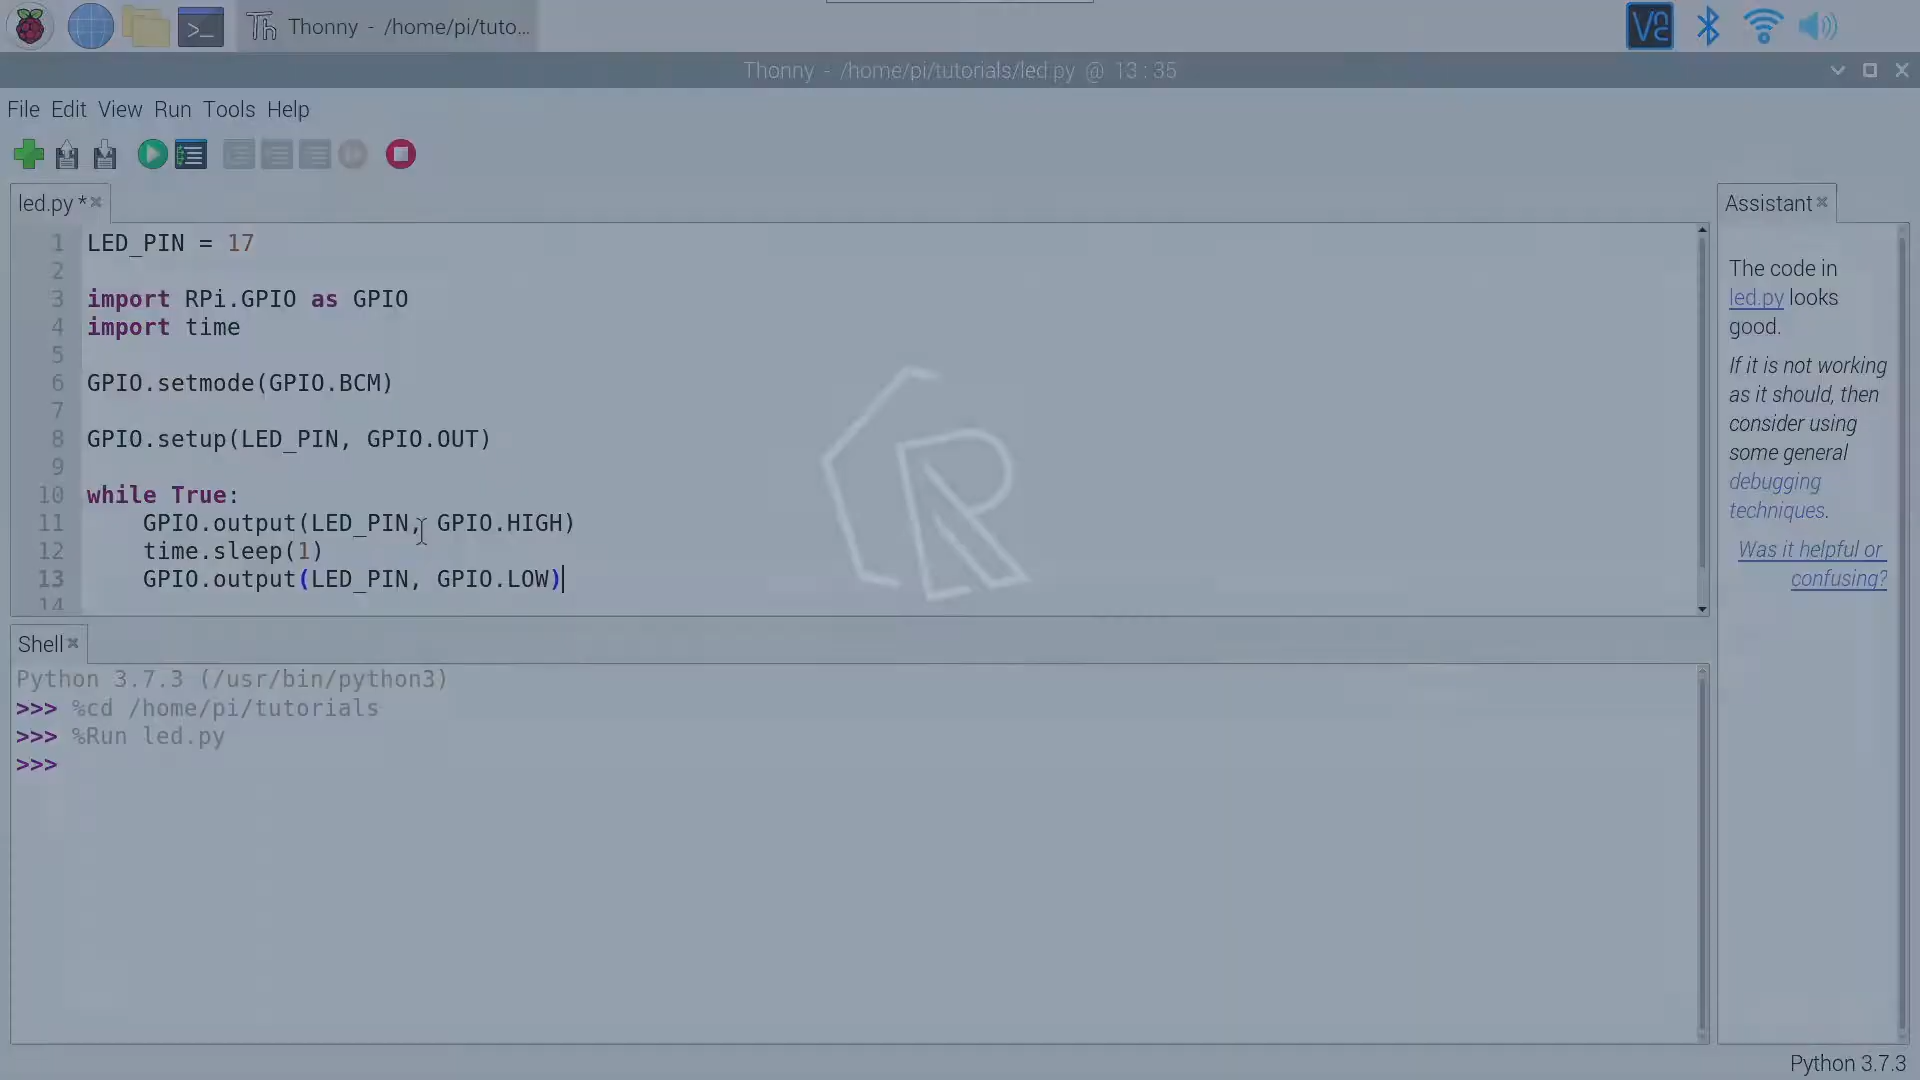 Thonny - /home/pi/tuto...
Thonny - /home/pi/tutorials/led.py @ 13 : 35
File Edit View Run Tools Help
led.py *
1 LED_PIN = 17
2
3 import RPi.GPIO as GPIO
4 import time
5
6 GPIO.setmode(GPIO.BCM)
7
8 GPIO.setup(LED_PIN, GPIO.OUT)
9
10 while True:
11 GPIO.output(LED_PIN, GPIO.HIGH)
12 time.sleep(1)
13 GPIO.output(LED_PIN, GPIO.LOW)
14
Shell
Python 3.7.3 (/usr/bin/python3)
>>> %cd /home/pi/tutorials
>>> %Run led.py
>>>
Assistant
The code in
led.py looks
good.
If it is not working
as it should, then
consider using
some general
debugging
techniques.
Was it helpful or
confusing?
Python 3.7.3